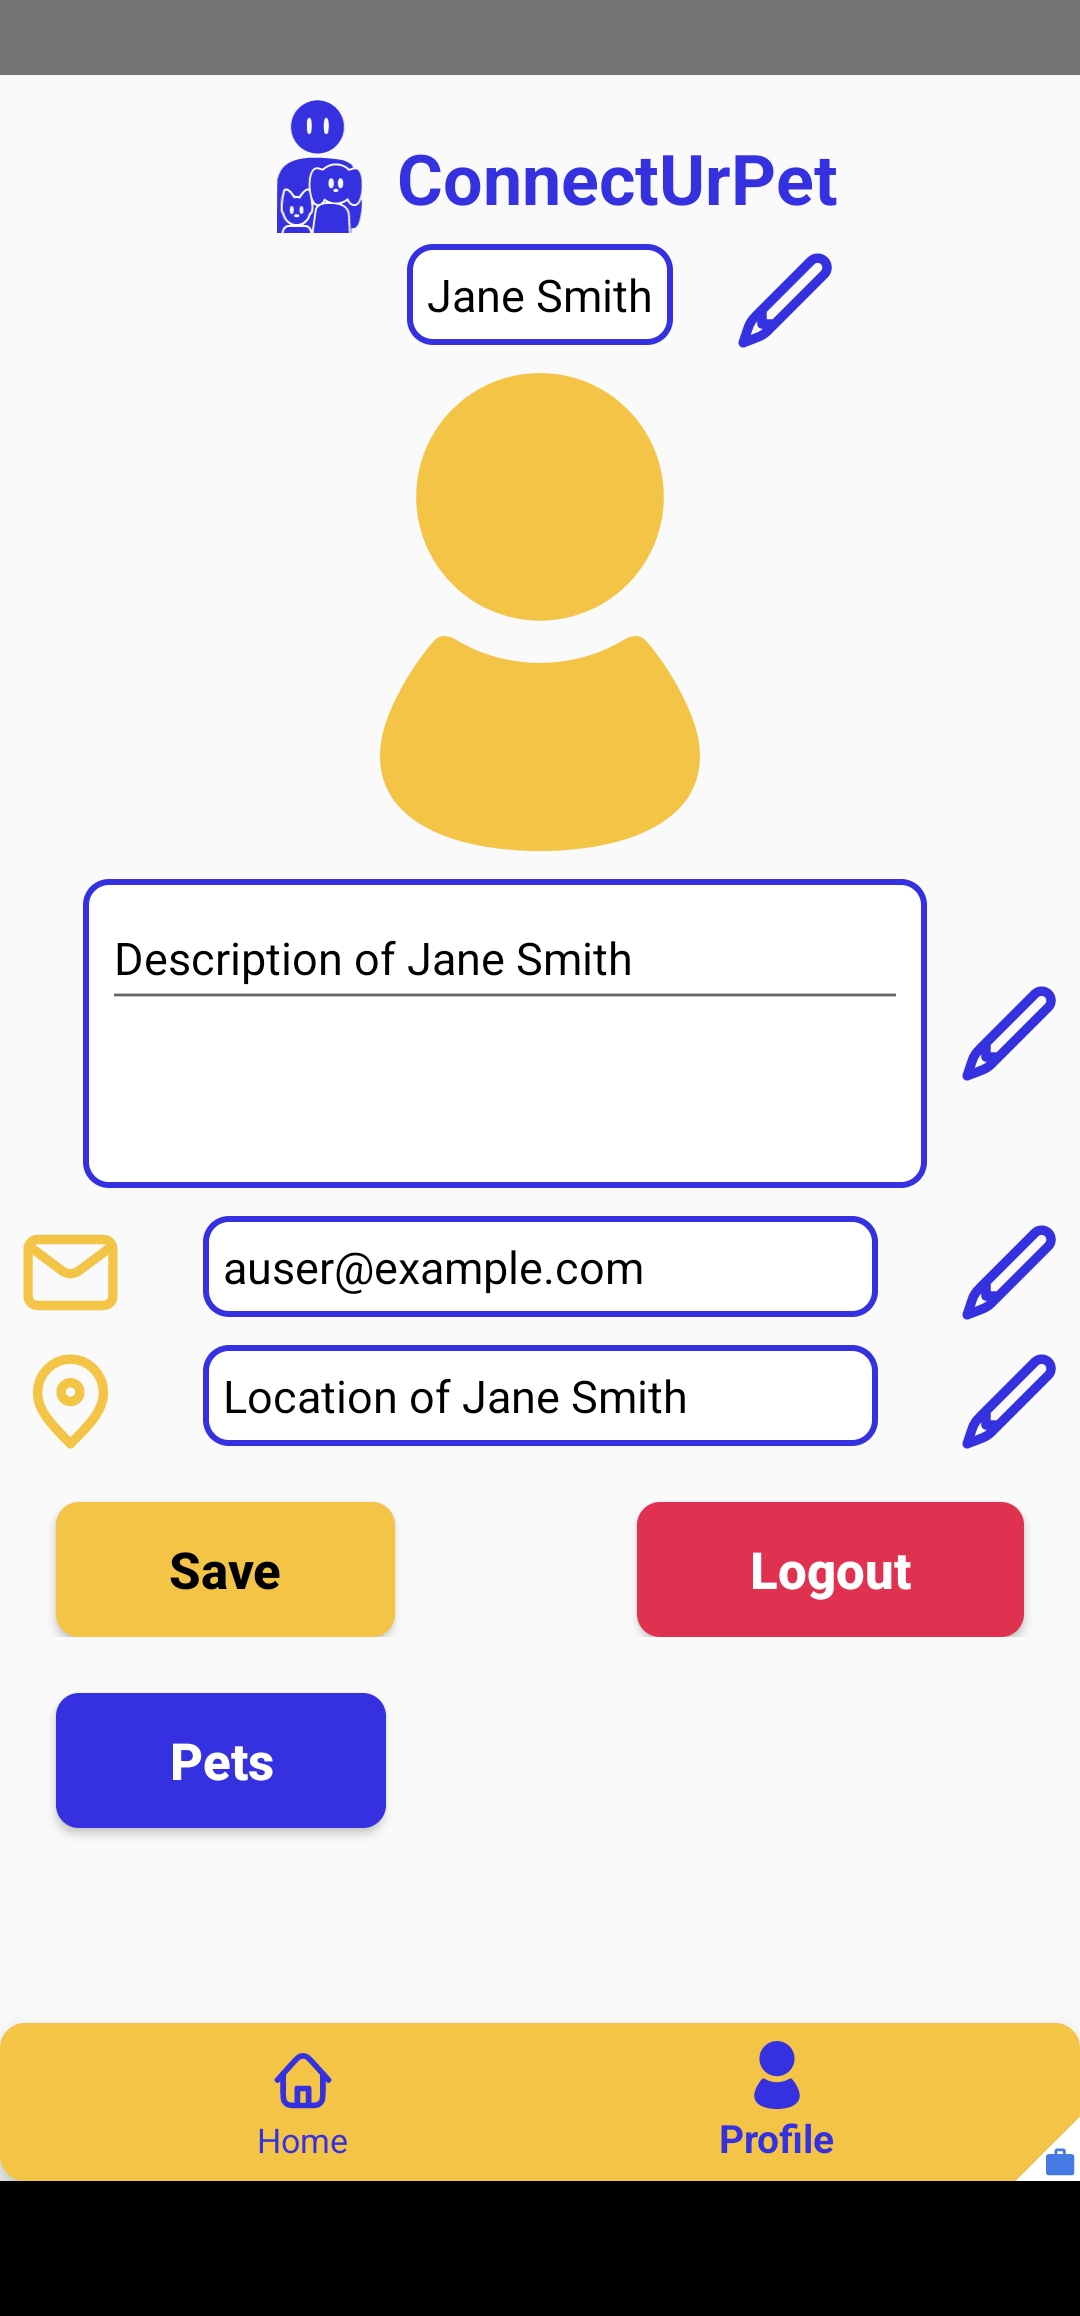 ConnectUrPet
Jane Smith
Description of Jane Smith
auser@example.com
Location of Jane Smith
Save
Logout
Pets
Home
Profile